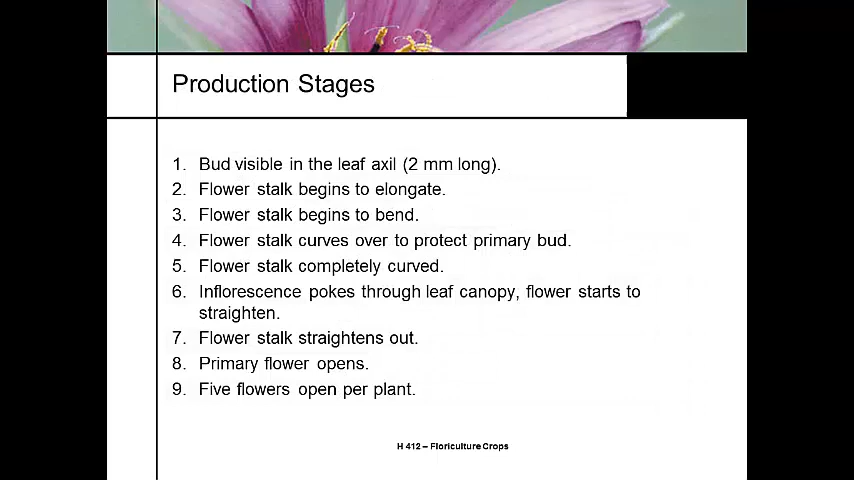 Production Stages
1. Bud visible in the leaf axil (2 mm long).
2. Flower stalk begins to elongate.
3. Flower stalk begins to bend.
4. Flower stalk curves over to protect primary bud.
5. Flower stalk completely curved.
6. Inflorescence pokes through leaf canopy, flower starts to
straighten.
7. Flower stalk straightens out.
8. Primary flower opens.
9. Five flowers open per plant.
H 412 – Floriculture Crops